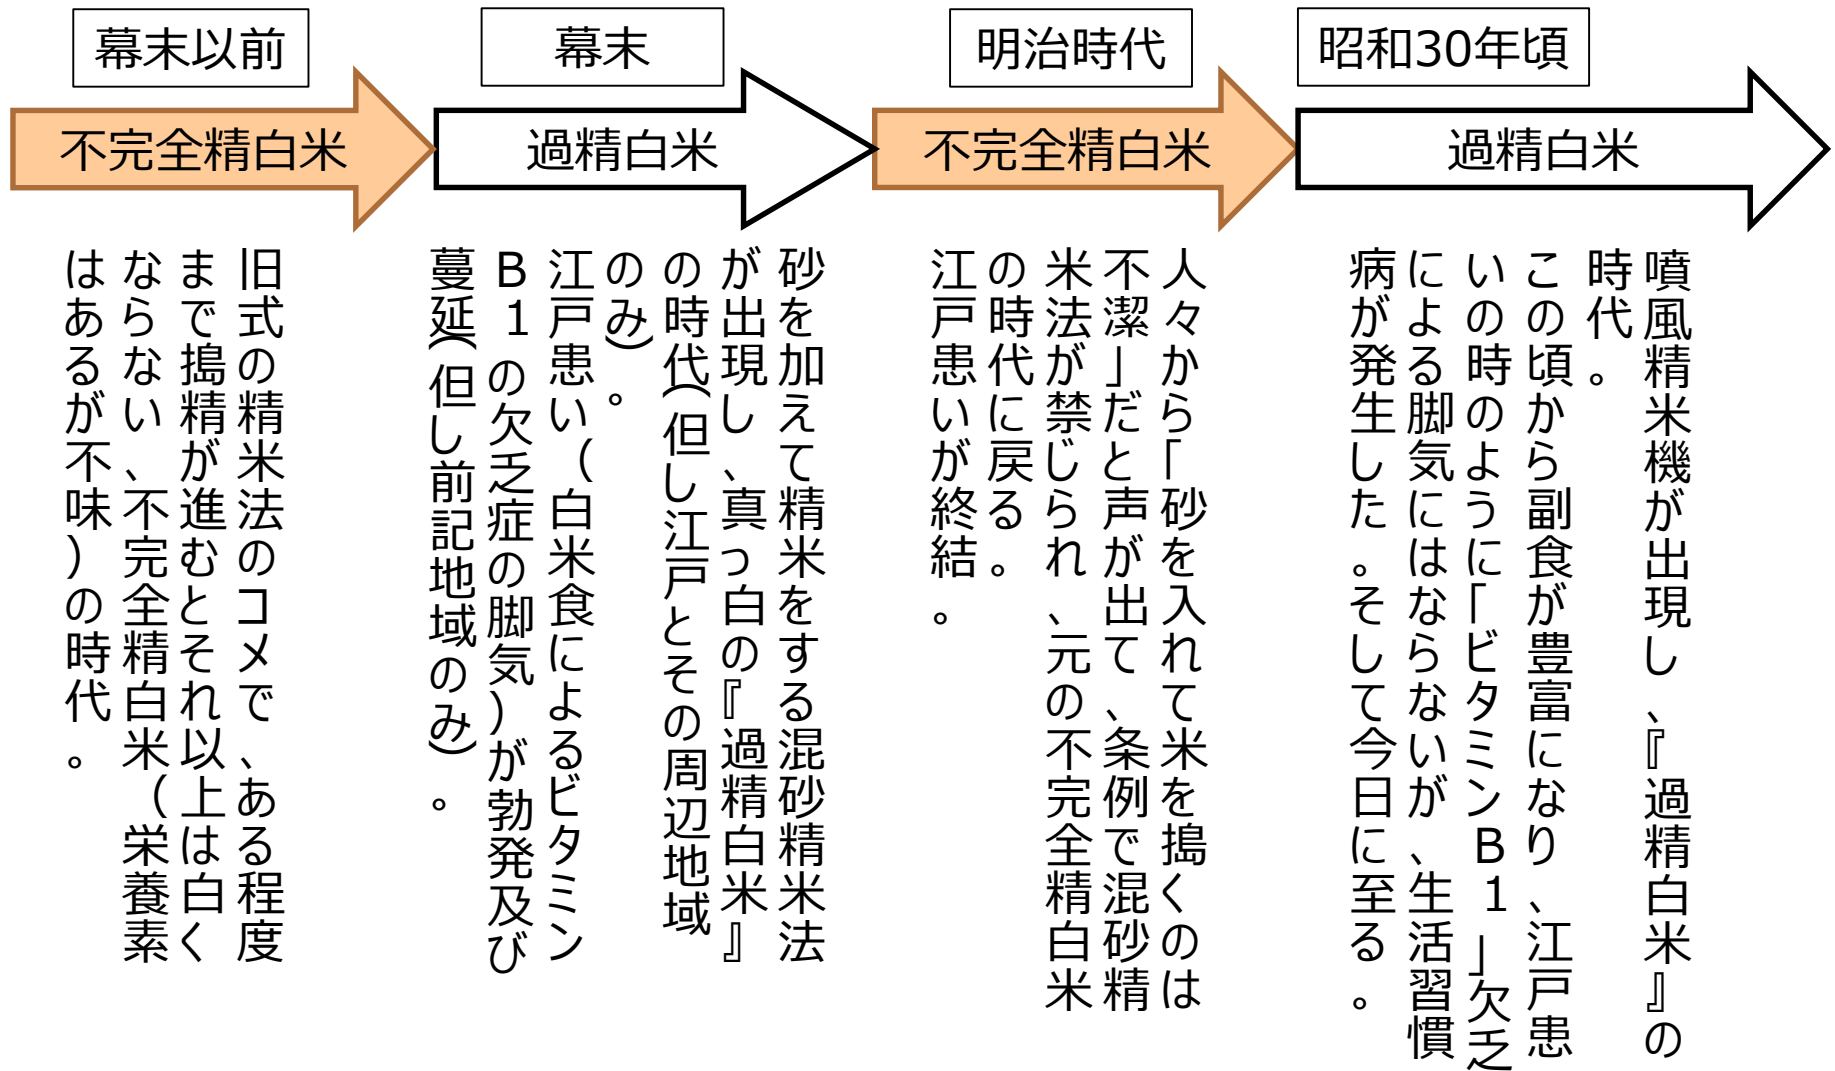 幕末以前
不完全精白米
旧式の精米法のコメで、ある程度
まで搗精が進むとそれ以上は白く
ならない、不完全精白米（栄養素
はあるが不味）の時代。
幕末
過精白米
砂を加えて精米をする混砂精米法
が出現し、真っ白の『過精白米』
の時代(但し江戸とその周辺地域
のみ)。
江戸患い（白米食によるビタミン
B１の欠乏症の脚気)が勃発及び
蔓延(但し前記地域のみ)。
明治時代
不完全精白米
人々から「砂を入れて米を搗くのは
不潔」だと声が出て、条例で混砂精
米法が禁じられ、元の不完全精白米
の時代に戻る。
江戸患いが終結。
昭和30年頃
過精白米
噴風精米機が出現し、『過精白米』の
時代。
この頃から副食が豊富になり、江戸患
いの時のように「ビタミンB１」欠乏
による脚気にはならないが、生活習慣
病が発生した。そして今日に至る。